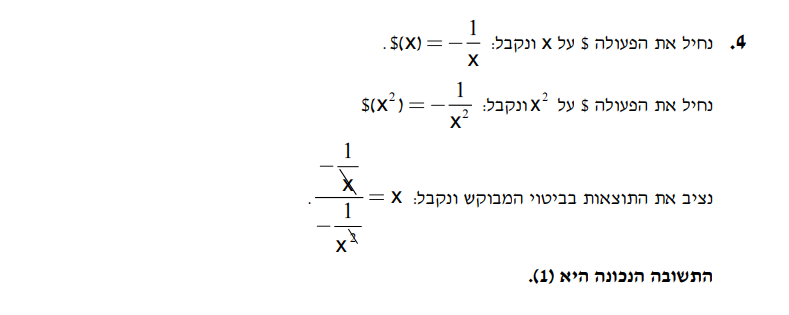 4. נחיל את הפעולה $ על x ונקבל: $(x) = -1/x .
נחיל את הפעולה $ על x² ונקבל: $(x²) = -1/x²
נציב את התוצאות בביטוי המבוקש ונקבל: (-1/x)/(-1/x²) = x .
התשובה הנכונה היא (1).